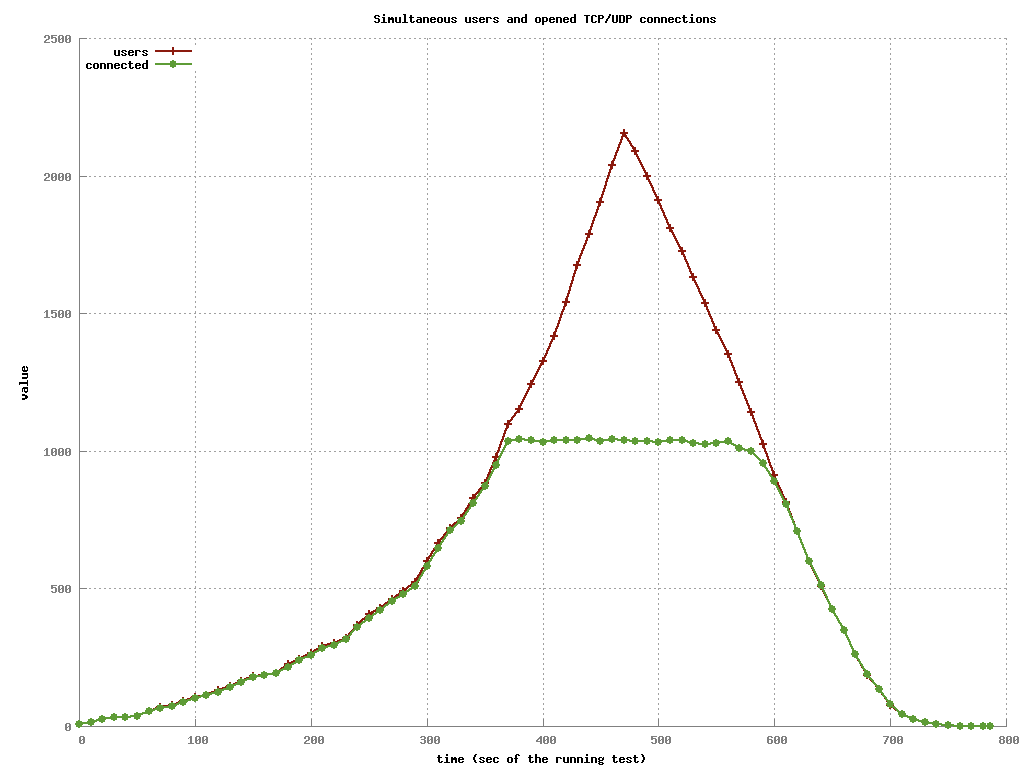 Simultaneous users and opened TCP/UDP connections
2500
users
connected
2000
1500
value
1000
500
0
0 100 200 300 400 500 600 700 800
time (sec of the running test)